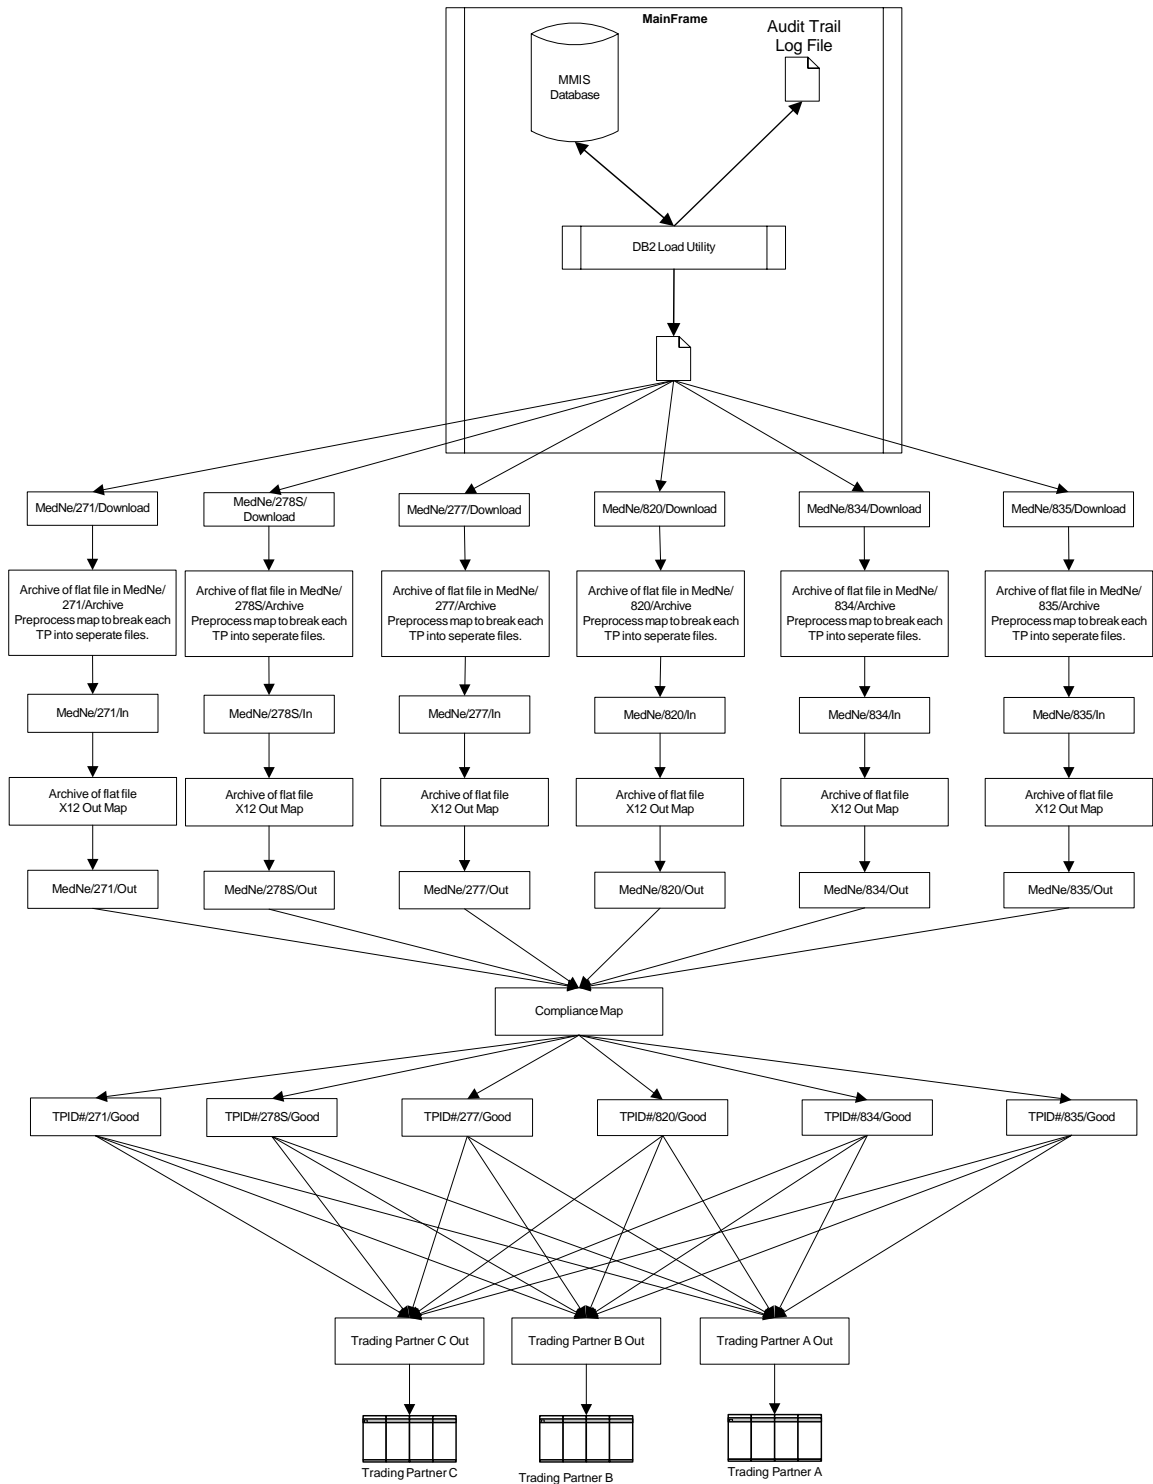 MainFrame
Audit Trail
Log File
MMIS
Database
DB2 Load Utility
MedNe/271/Download
MedNe/278S/
Download
MedNe/277/Download
MedNe/820/Download
MedNe/834/Download
MedNe/835/Download
Archive of flat file in MedNe/
271/Archive
Preprocess map to break each
TP into seperate files.
Archive of flat file in MedNe/
278S/Archive
Preprocess map to break each
TP into seperate files.
Archive of flat file in MedNe/
277/Archive
Preprocess map to break each
TP into seperate files.
Archive of flat file in MedNe/
820/Archive
Preprocess map to break each
TP into seperate files.
Archive of flat file in MedNe/
834/Archive
Preprocess map to break each
TP into seperate files.
Archive of flat file in MedNe/
835/Archive
Preprocess map to break each
TP into seperate files.
MedNe/271/In
MedNe/278S/In
MedNe/277/In
MedNe/820/In
MedNe/834/In
MedNe/835/In
Archive of flat file
X12 Out Map
Archive of flat file
X12 Out Map
Archive of flat file
X12 Out Map
Archive of flat file
X12 Out Map
Archive of flat file
X12 Out Map
Archive of flat file
X12 Out Map
MedNe/271/Out
MedNe/278S/Out
MedNe/277/Out
MedNe/820/Out
MedNe/834/Out
MedNe/835/Out
Compliance Map
TPID#/271/Good
TPID#/278S/Good
TPID#/277/Good
TPID#/820/Good
TPID#/834/Good
TPID#/835/Good
Trading Partner C Out
Trading Partner B Out
Trading Partner A Out
Trading Partner C
Trading Partner B
Trading Partner A